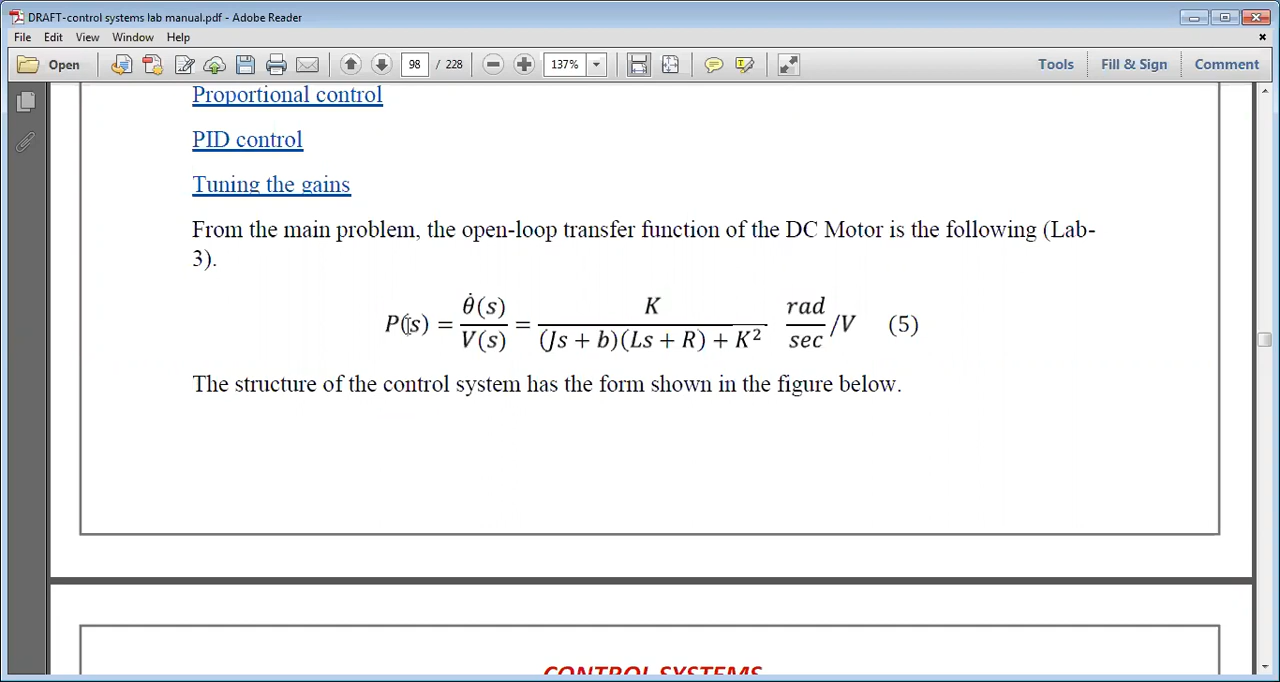 DRAFT-control systems lab manual.pdf - Adobe Reader
File Edit View Window Help
Open 98 / 228 137% Tools Fill & Sign Comment
Proportional control
PID control
Tuning the gains
From the main problem, the open-loop transfer function of the DC Motor is the following (Lab-
3).
P(s) = θ̇(s)/V(s) = K/((Js + b)(Ls + R) + K²) rad/sec /V (5)
The structure of the control system has the form shown in the figure below.
CONTROL SYSTEMS